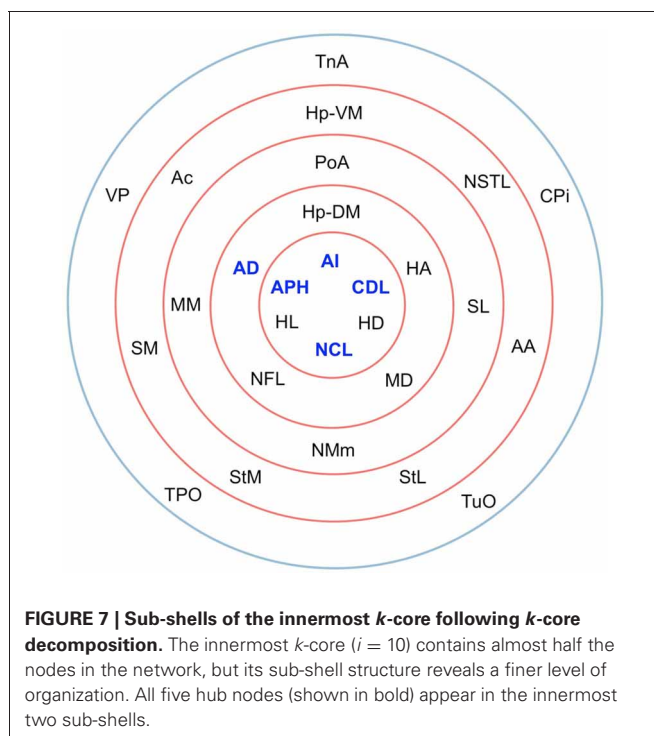 TnA
Hp-VM
PoA
Ac
NSTL
VP
CPi
Hp-DM
AI
AD
HA
APH
CDL
MM
SL
HL
HD
SM
AA
NCL
NFL
MD
NMm
StM
StL
TPO
TuO
FIGURE 7 | Sub-shells of the innermost k-core following k-core
decomposition. The innermost k-core (i = 10) contains almost half the
nodes in the network, but its sub-shell structure reveals a finer level of
organization. All five hub nodes (shown in bold) appear in the innermost
two sub-shells.